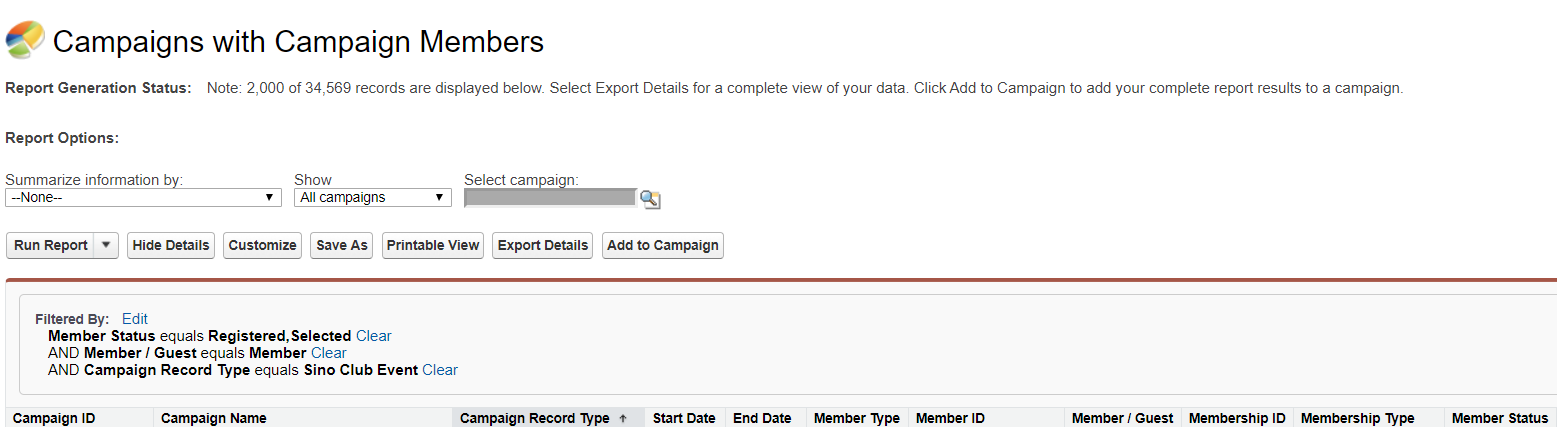 Campaigns with Campaign Members
Report Generation Status: Note: 2,000 of 34,569 records are displayed below. Select Export Details for a complete view of your data. Click Add to Campaign to add your complete report results to a campaign.
Report Options:
Summarize information by: Show Select campaign:
--None-- All campaigns
Run Report Hide Details Customize Save As Printable View Export Details Add to Campaign
Filtered By: Edit
Member Status equals Registered,Selected Clear
AND Member / Guest equals Member Clear
AND Campaign Record Type equals Sino Club Event Clear
Campaign ID Campaign Name Campaign Record Type ↑ Start Date End Date Member Type Member ID Member / Guest Membership ID Membership Type Member Status